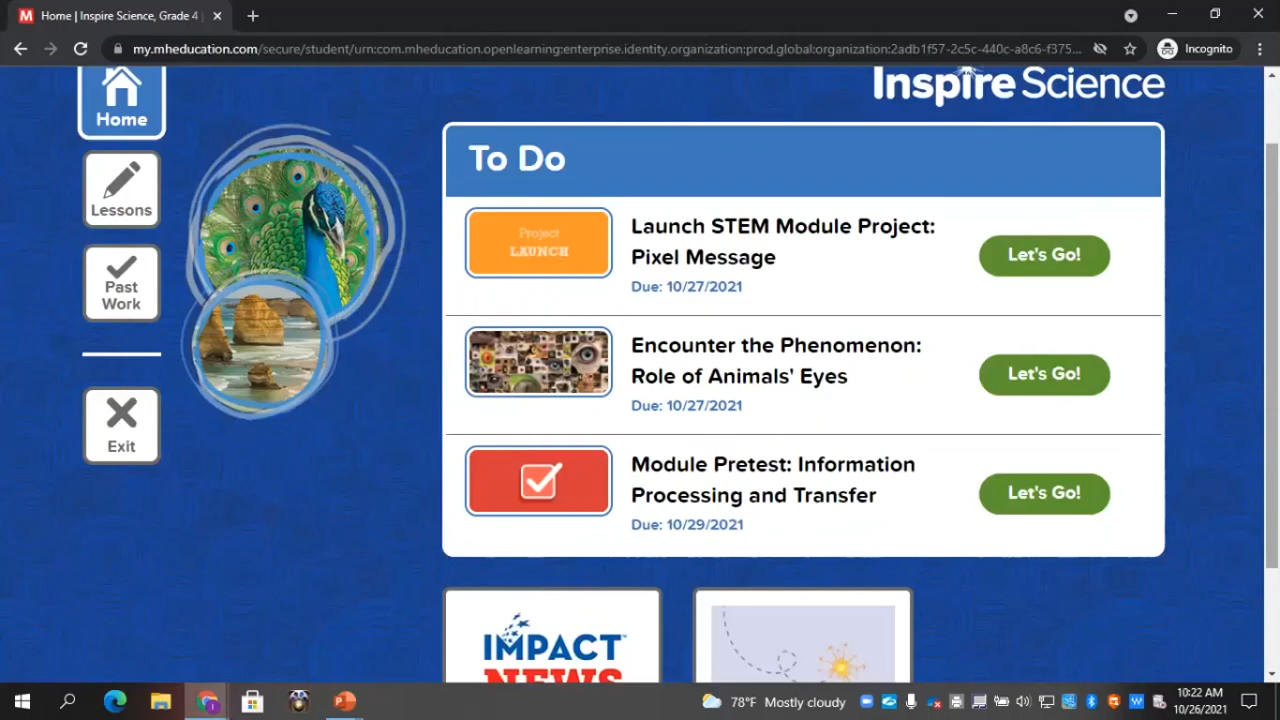 Home | Inspire Science, Grade 4
my.mheducation.com/secure/student/urn:com.mheducation.openlearning:enterprise.identity.organization:prod.global:organization:2adb1f57-2c5c-440c-a8c6-f375...
Incognito
Home
Inspire Science
To Do
Lessons
Project
LAUNCH
Launch STEM Module Project:
Pixel Message
Due: 10/27/2021
Let's Go!
Past
Work
Encounter the Phenomenon:
Role of Animals' Eyes
Due: 10/27/2021
Let's Go!
Exit
Module Pretest: Information
Processing and Transfer
Due: 10/29/2021
Let's Go!
IMPACT
NEWS
78°F Mostly cloudy
10:22 AM
10/26/2021